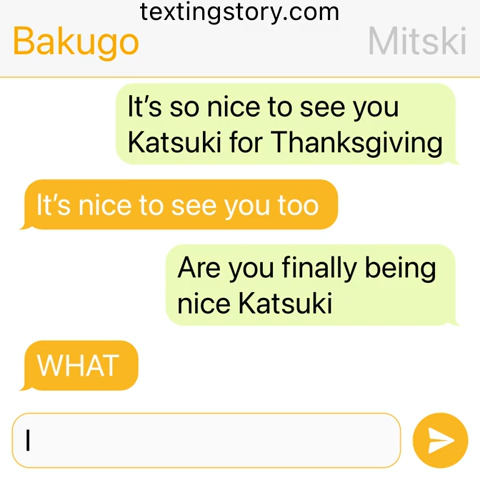 textingstory.com
Bakugo
Mitski
It’s so nice to see you
Katsuki for Thanksgiving
It’s nice to see you too
Are you finally being
nice Katsuki
WHAT